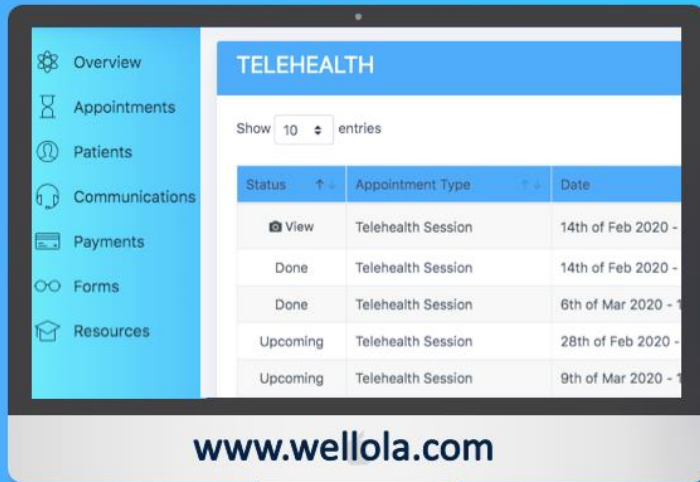 Overview
Appointments
Patients
Communications
Payments
Forms
Resources
TELEHEALTH
Show 10 entries
Status Appointment Type Date
View Telehealth Session 14th of Feb 2020 -
Done Telehealth Session 14th of Feb 2020 -
Done Telehealth Session 6th of Mar 2020 - 1
Upcoming Telehealth Session 28th of Feb 2020 -
Upcoming Telehealth Session 9th of Mar 2020 - 1
www.wellola.com